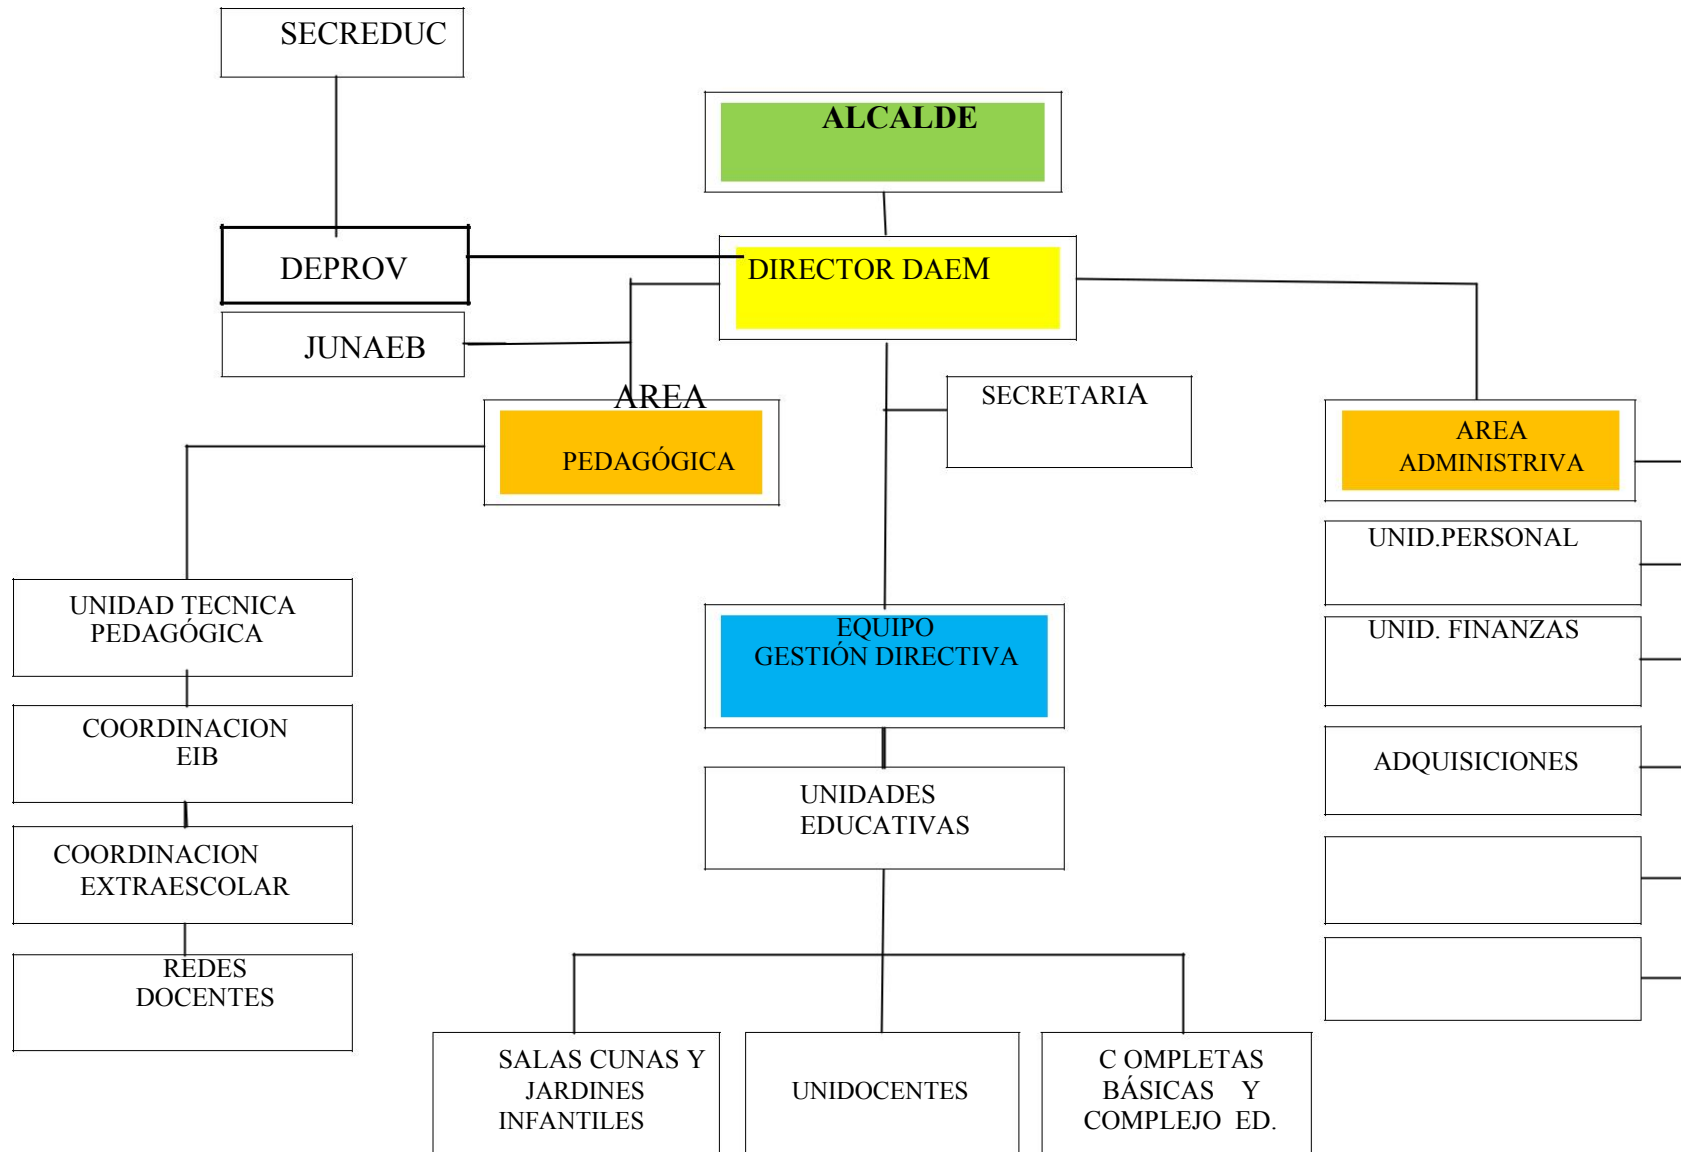 SECREDUC
ALCALDE
DEPROV
DIRECTOR DAEM
JUNAEB
AREA
PEDAGÓGICA
SECRETARIA
AREA
ADMINISTRIVA
UNID.PERSONAL
UNID. FINANZAS
ADQUISICIONES
UNIDAD TECNICA
PEDAGÓGICA
COORDINACION
EIB
COORDINACION
EXTRAESCOLAR
REDES
DOCENTES
EQUIPO
GESTIÓN DIRECTIVA
UNIDADES
EDUCATIVAS
SALAS CUNAS Y
JARDINES
INFANTILES
UNIDOCENTES
C OMPLETAS
BÁSICAS Y
COMPLEJO ED.